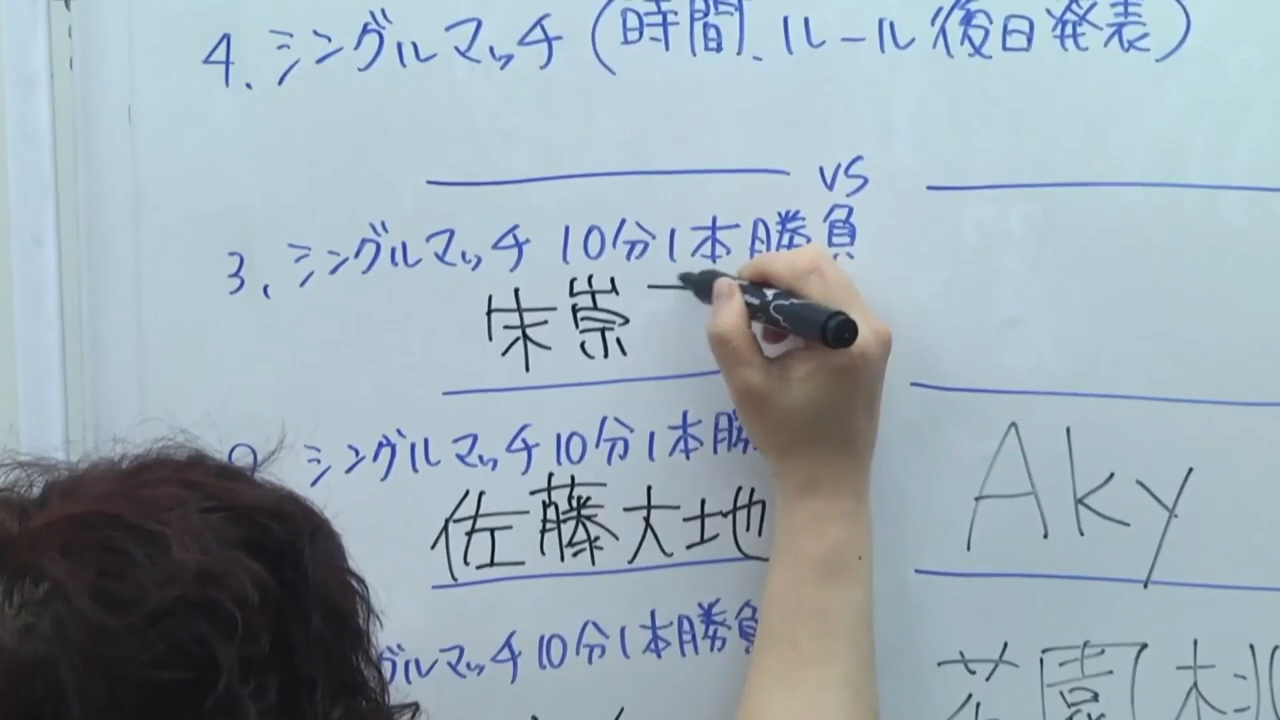 4. シングルマッチ (時間、ルール後日発表)
vs
3. シングルマッチ 10分1本勝負
朱崇
シングルマッチ 10分1本勝
佐藤大地 Aky
グルマッチ 10分1本勝負
花園桃